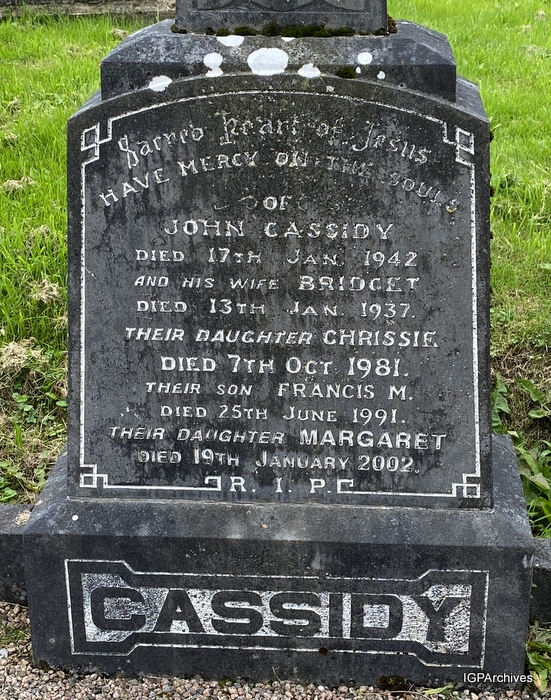 Sacred Heart of Jesus
HAVE MERCY ON THE SOULS
OF
JOHN CASSIDY
DIED 17TH JAN. 1942
AND HIS WIFE BRIDGET
DIED 13TH JAN. 1937.
THEIR DAUGHTER CHRISSIE
DIED 7TH OCT. 1981.
THEIR SON FRANCIS M.
DIED 25TH JUNE 1991.
THEIR DAUGHTER MARGARET
DIED 19TH JANUARY 2002.
R. I. P.
CASSIDY
IGPArchives